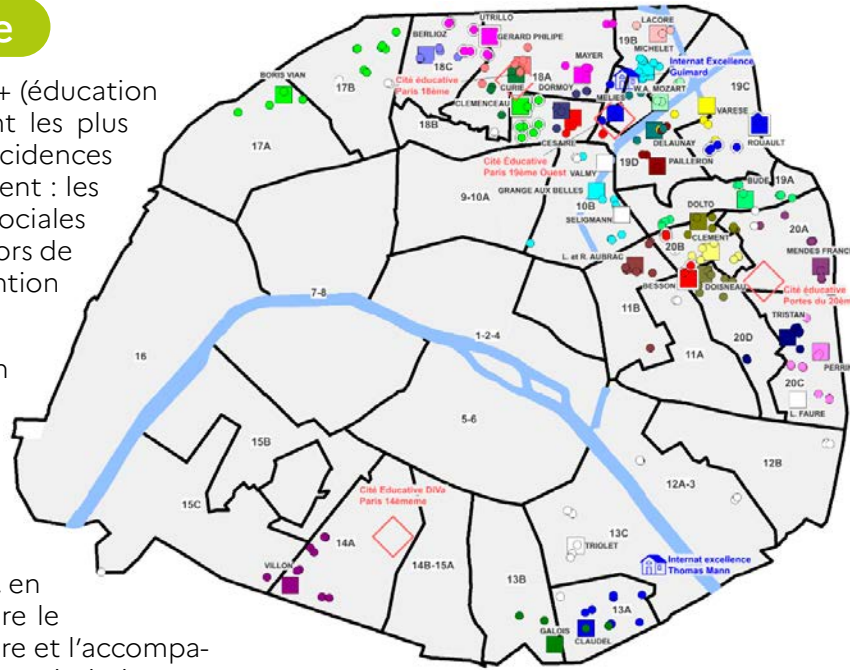 e
+ (éducation
nt les plus
cidences
ent : les
ociales
ors de
ntion
n
en
re le
re et l'accompa-
UTRILLO
BERLIOZ
GERARD PHILIPE
LACORE
19B
MICHELET
MAYER
18C
Internat Excellence
Guimard
BORIS VIAN
17B
Cité éducative
Paris 18ème
18A
CURIE
DORMOY
W.A. MOZART
19C
CLEMENCEAU
MELIES
VARESE
17A
18B
CESAIRE
DELAUNAY
ROUAULT
Cité Éducative
Paris 19ème Ouest
VALMY
19D
PAILLERON
GRANGE AUX BELLES
BUDE
19A
9-10A
10B
SELIGMANN
DOLTO
20A
CLEMENT
20B
MENDES FRANCE
L. et R. AUBRAC
BESSON
DOISNEAU
Cité éducative
Portes du 20èm
7-8
11B
TRISTAN
1-2-4
20D
16
11A
PERRIN
20C
L. FAURE
5-6
15B
12B
12A-3
15C
Cité Educative DiVa
Paris 14èmeme
13C
14A
TRIOLET
VILLON
14B-15A
Internat excellence
Thomas Mann
13B
13A
GALOIS
CLAUDEL